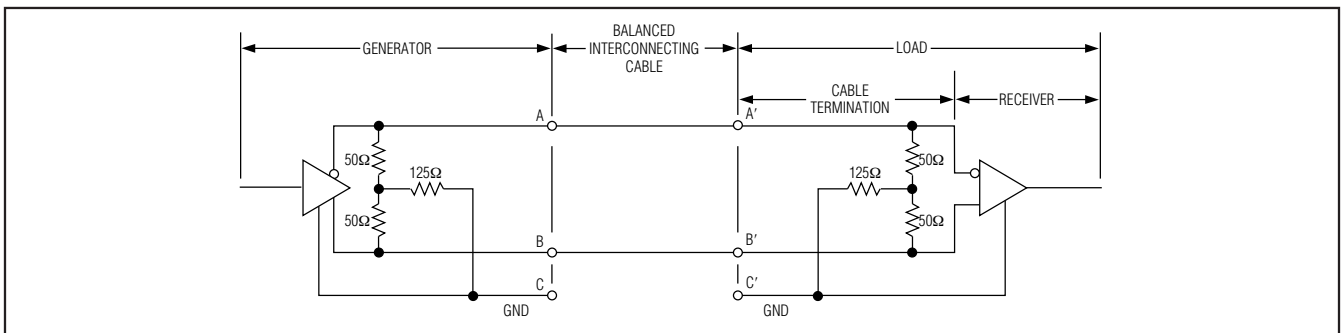 GENERATOR
BALANCED
INTERCONNECTING
CABLE
LOAD
CABLE
TERMINATION
RECEIVER
A
A′
50Ω
125Ω
50Ω
125Ω
50Ω
50Ω
B
B′
C
C′
GND
GND